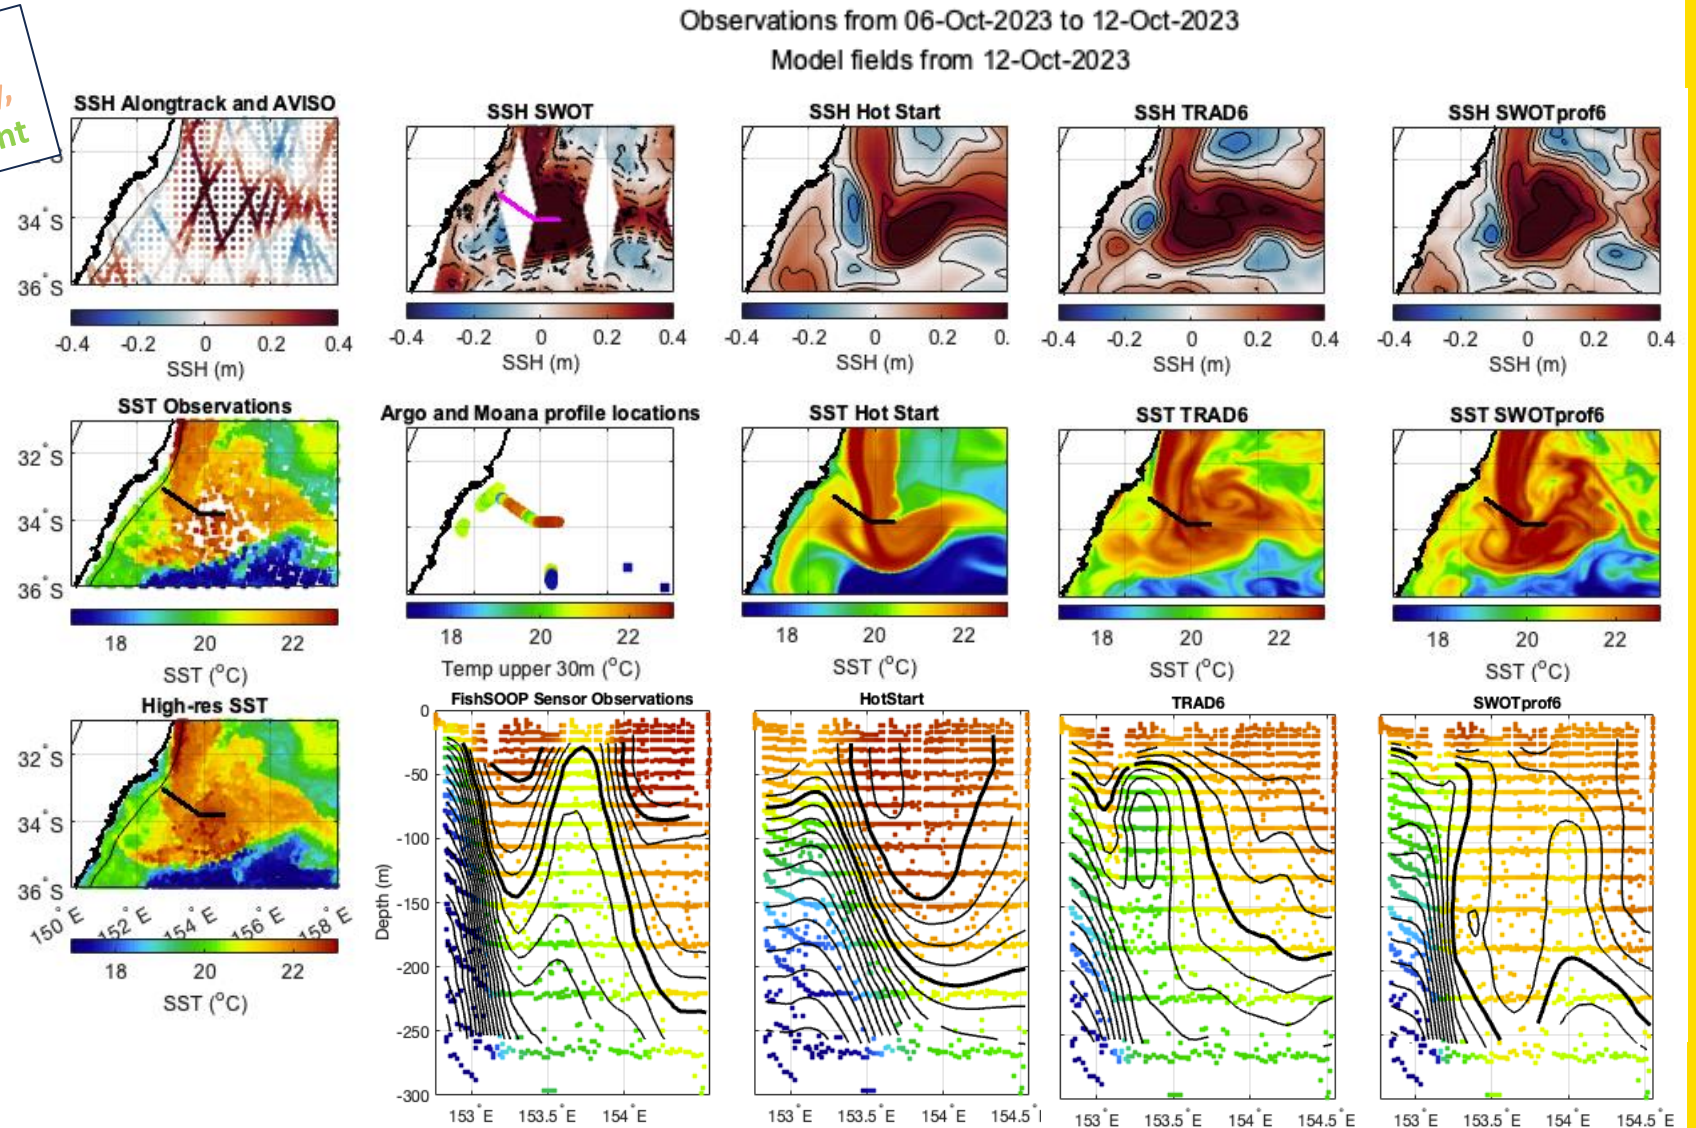 Observations from 06-Oct-2023 to 12-Oct-2023
Model fields from 12-Oct-2023
y,
nt
SSH Alongtrack and AVISO
SSH SWOT
SSH Hot Start
SSH TRAD6
SSH SWOTprof6
34°S
36°S
-0.4 -0.2 0 0.2 0.4
SSH (m)
-0.4 -0.2 0 0.2 0.4
SSH (m)
-0.4 -0.2 0 0.2 0.
SSH (m)
-0.4 -0.2 0 0.2 0.4
SSH (m)
-0.4 -0.2 0 0.2 0.4
SSH (m)
SST Observations
Argo and Moana profile locations
SST Hot Start
SST TRAD6
SST SWOTprof6
32°S
34°S
36°S
18 20 22
SST (°C)
18 20 22
Temp upper 30m (°C)
18 20 22
SST (°C)
18 20 22
SST (°C)
18 20 22
SST (°C)
High-res SST
32°S
34°S
36°S
150°E 152°E 154°E 156°E 158°E
18 20 22
SST (°C)
FishSOOP Sensor Observations
HotStart
TRAD6
SWOTprof6
Depth (m)
0
-50
-100
-150
-200
-250
-300
153°E 153.5°E 154°E
153°E 153.5°E 154°E 154.5°
153°E 153.5°E 154°E 154.5°E
153°E 153.5°E 154°E 154.5°E